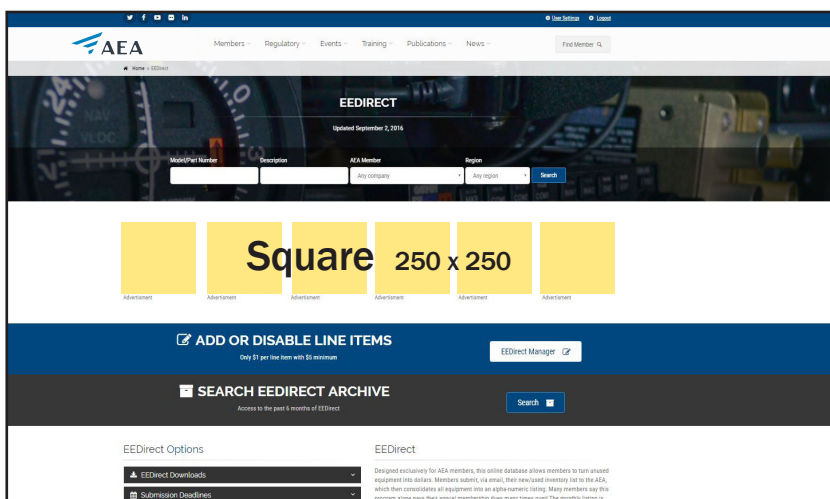 User Settings Logout
AEA
Members Regulatory Events Training Publications News
Find Member
Home » EEDirect
NAV
VLOC
EEDIRECT
Updated September 2, 2016
Model/Part Number Description AEA Member Region
Any company Any region Search
Square 250 x 250
Advertisment Advertisment Advertisment Advertisment Advertisment Advertisment
ADD OR DISABLE LINE ITEMS
Only $1 per line item with $5 minimum
EEDirect Manager
SEARCH EEDIRECT ARCHIVE
Access to the past 6 months of EEDirect
Search
EEDirect Options
EEDirect Downloads
Submission Deadlines
EEDirect
Designed exclusively for AEA members, this online database allows members to turn unused
equipment into dollars. Members submit, via email, their new/used inventory list to the AEA,
which then consolidates all equipment into an alpha-numeric listing. Many members say this